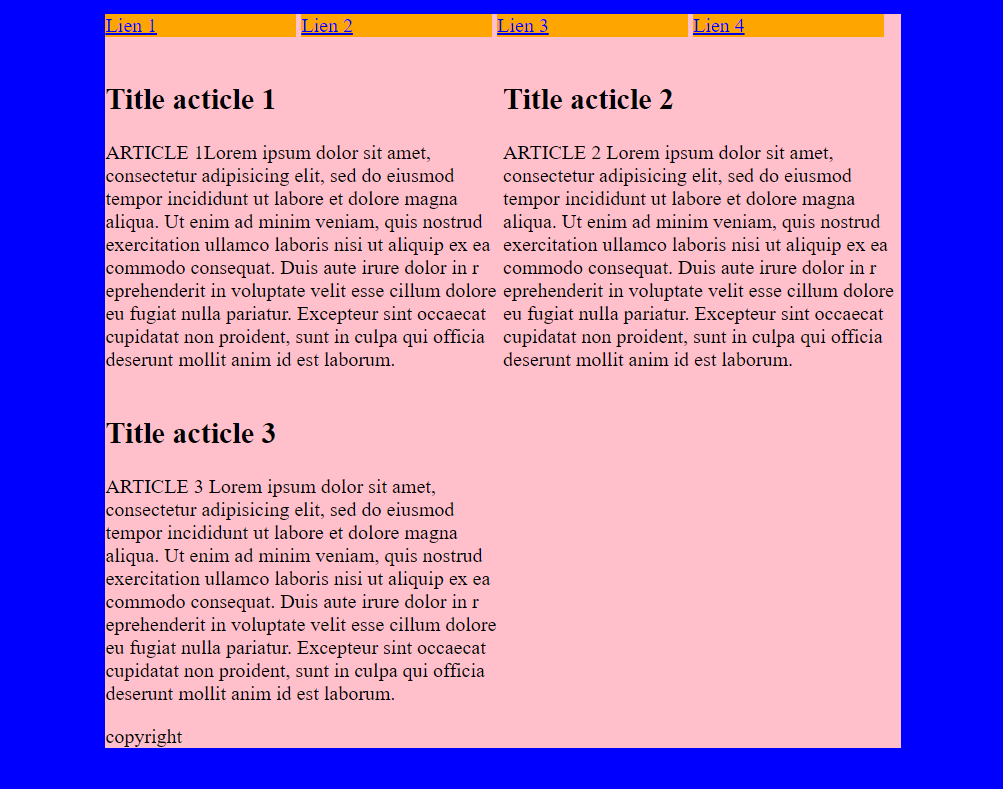 Lien 1 Lien 2 Lien 3 Lien 4
Title acticle 1
ARTICLE 1Lorem ipsum dolor sit amet,
consectetur adipisicing elit, sed do eiusmod
tempor incididunt ut labore et dolore magna
aliqua. Ut enim ad minim veniam, quis nostrud
exercitation ullamco laboris nisi ut aliquip ex ea
commodo consequat. Duis aute irure dolor in r
eprehenderit in voluptate velit esse cillum dolore
eu fugiat nulla pariatur. Excepteur sint occaecat
cupidatat non proident, sunt in culpa qui officia
deserunt mollit anim id est laborum.
Title acticle 2
ARTICLE 2 Lorem ipsum dolor sit amet,
consectetur adipisicing elit, sed do eiusmod
tempor incididunt ut labore et dolore magna
aliqua. Ut enim ad minim veniam, quis nostrud
exercitation ullamco laboris nisi ut aliquip ex ea
commodo consequat. Duis aute irure dolor in r
eprehenderit in voluptate velit esse cillum dolore
eu fugiat nulla pariatur. Excepteur sint occaecat
cupidatat non proident, sunt in culpa qui officia
deserunt mollit anim id est laborum.
Title acticle 3
ARTICLE 3 Lorem ipsum dolor sit amet,
consectetur adipisicing elit, sed do eiusmod
tempor incididunt ut labore et dolore magna
aliqua. Ut enim ad minim veniam, quis nostrud
exercitation ullamco laboris nisi ut aliquip ex ea
commodo consequat. Duis aute irure dolor in r
eprehenderit in voluptate velit esse cillum dolore
eu fugiat nulla pariatur. Excepteur sint occaecat
cupidatat non proident, sunt in culpa qui officia
deserunt mollit anim id est laborum.
copyright